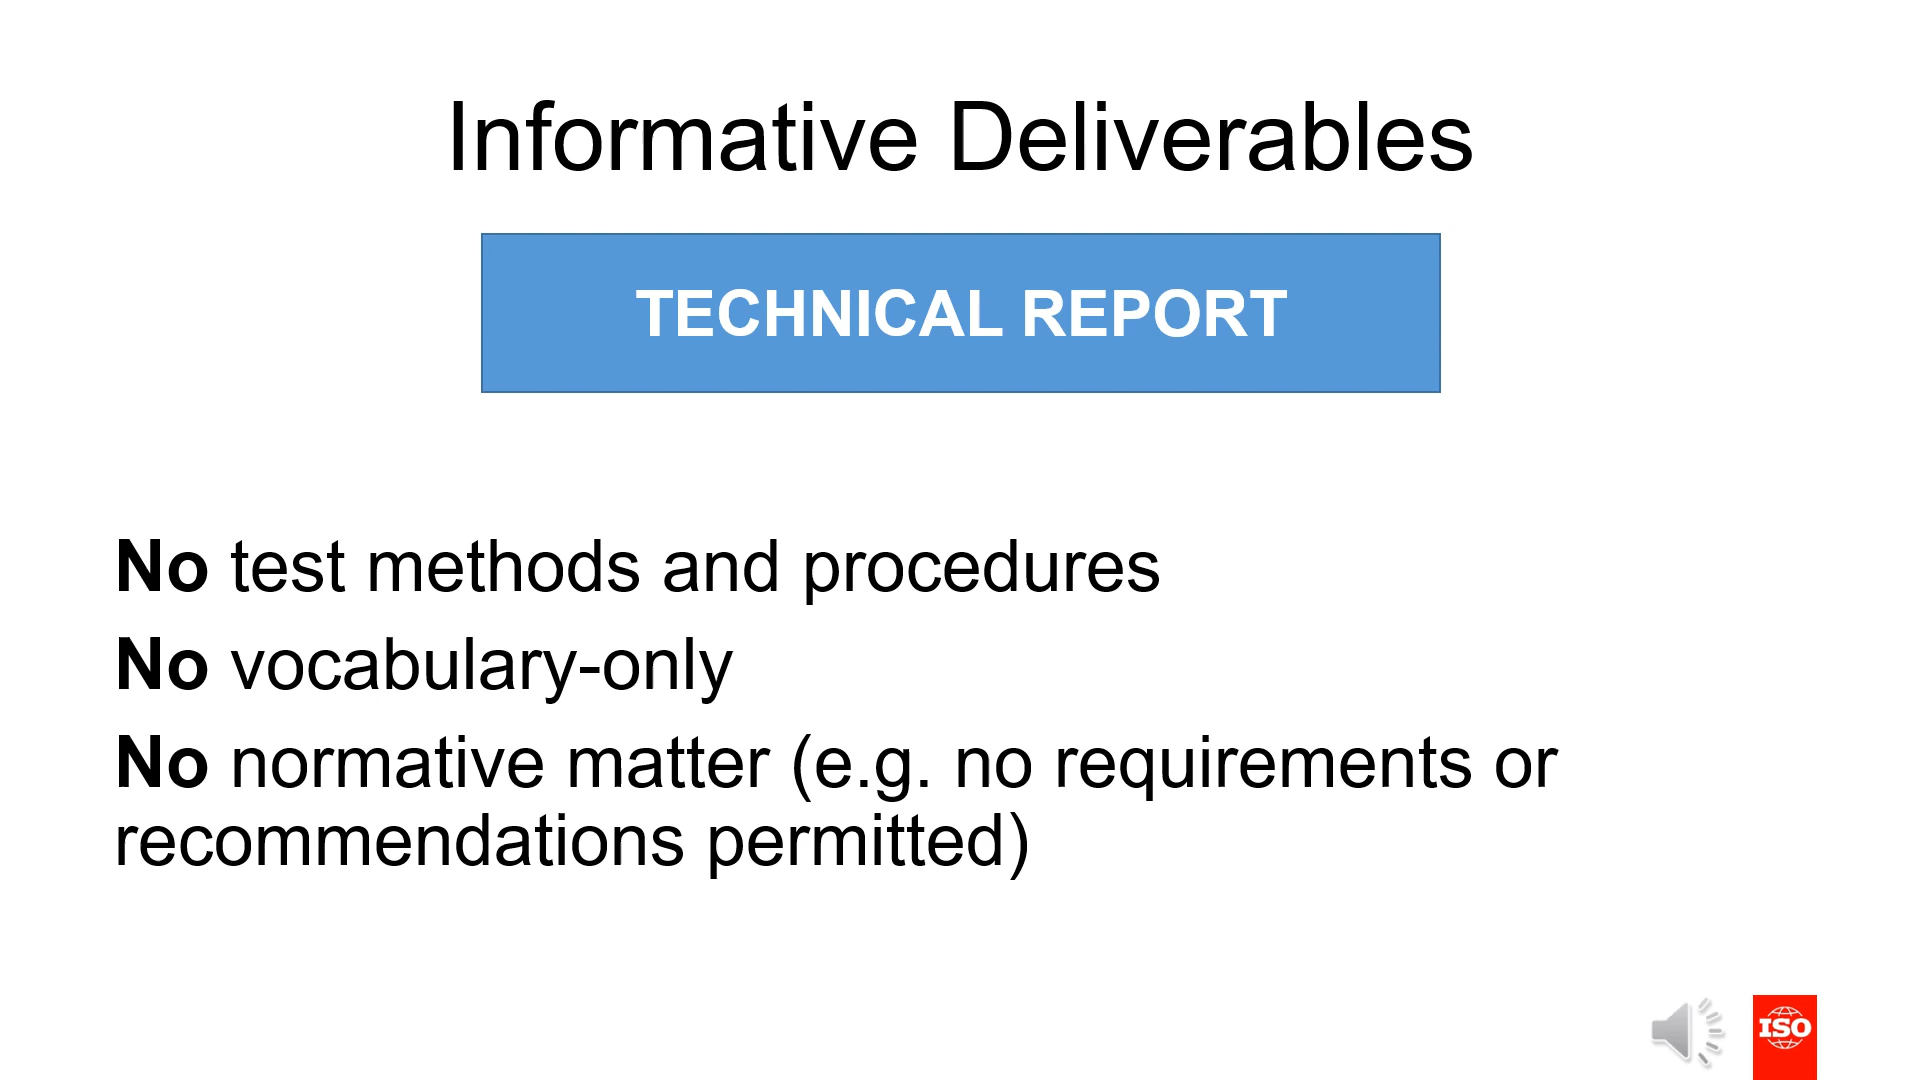 Informative Deliverables
TECHNICAL REPORT
No test methods and procedures
No vocabulary-only
No normative matter (e.g. no requirements or
recommendations permitted)
ISO